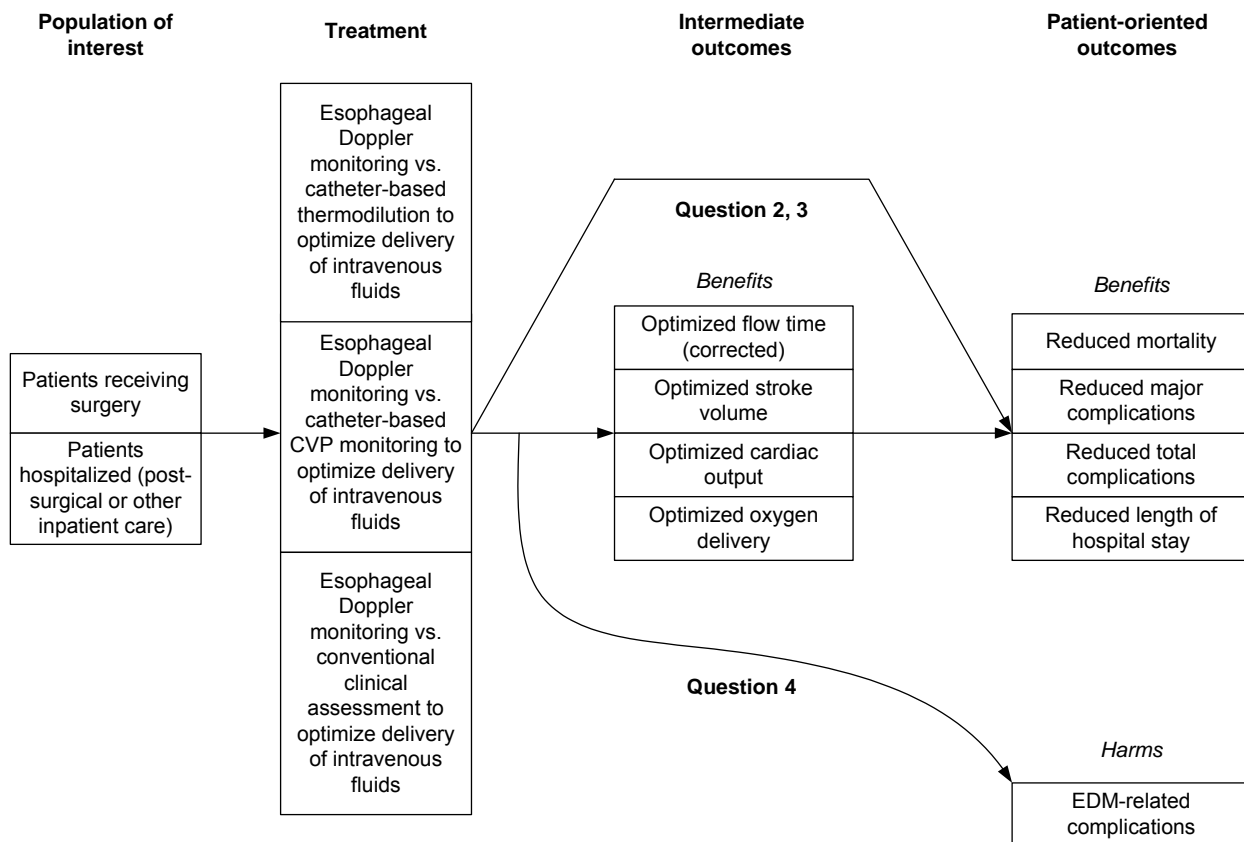 Population of
interest
Treatment
Intermediate
outcomes
Patient-oriented
outcomes
Patients receiving
surgery
Patients
hospitalized (post-
surgical or other
inpatient care)
Esophageal
Doppler
monitoring vs.
catheter-based
thermodilution to
optimize delivery
of intravenous
fluids
Esophageal
Doppler
monitoring vs.
catheter-based
CVP monitoring to
optimize delivery
of intravenous
fluids
Esophageal
Doppler
monitoring vs.
conventional
clinical
assessment to
optimize delivery
of intravenous
fluids
Question 2, 3
Benefits
Optimized flow time
(corrected)
Optimized stroke
volume
Optimized cardiac
output
Optimized oxygen
delivery
Question 4
Benefits
Reduced mortality
Reduced major
complications
Reduced total
complications
Reduced length of
hospital stay
Harms
EDM-related
complications